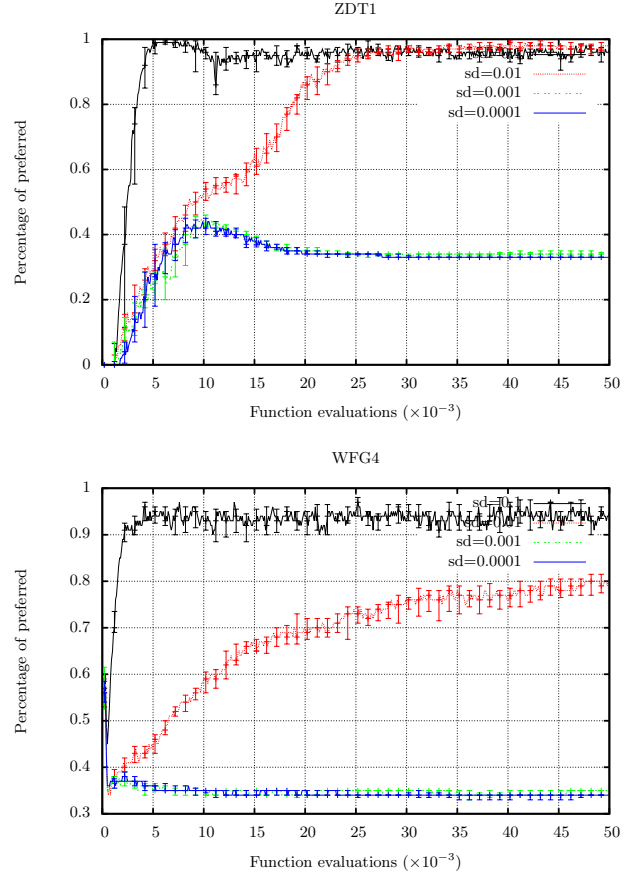 ZDT1
Percentage of preferred
1
0.8
0.6
0.4
0.2
0
sd=0.01
sd=0.001
sd=0.0001
0 5 10 15 20 25 30 35 40 45 50
Function evaluations (×10⁻³)
WFG4
Percentage of preferred
1
0.9
0.8
0.7
0.6
0.5
0.4
0.3
sd=0.1
sd=0.001
sd=0.0001
0 5 10 15 20 25 30 35 40 45 50
Function evaluations (×10⁻³)